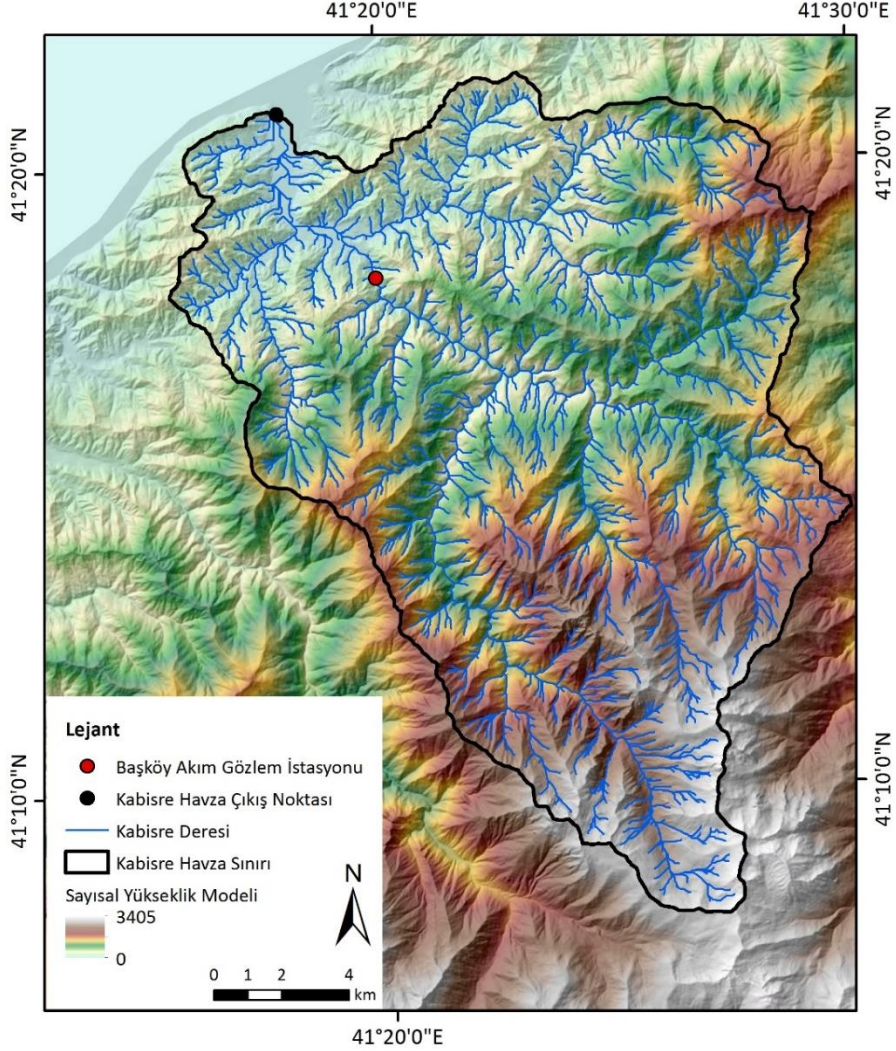 41°20'0"E
41°30'0"E
41°20'0"N
41°20'0"N
Lejant
Başköy Akım Gözlem İstasyonu
Kabisre Havza Çıkış Noktası
Kabisre Deresi
Kabisre Havza Sınırı
Sayısal Yükseklik Modeli
3405
0
N
0 1 2 4
km
41°10'0"N
41°10'0"N
41°20'0"E